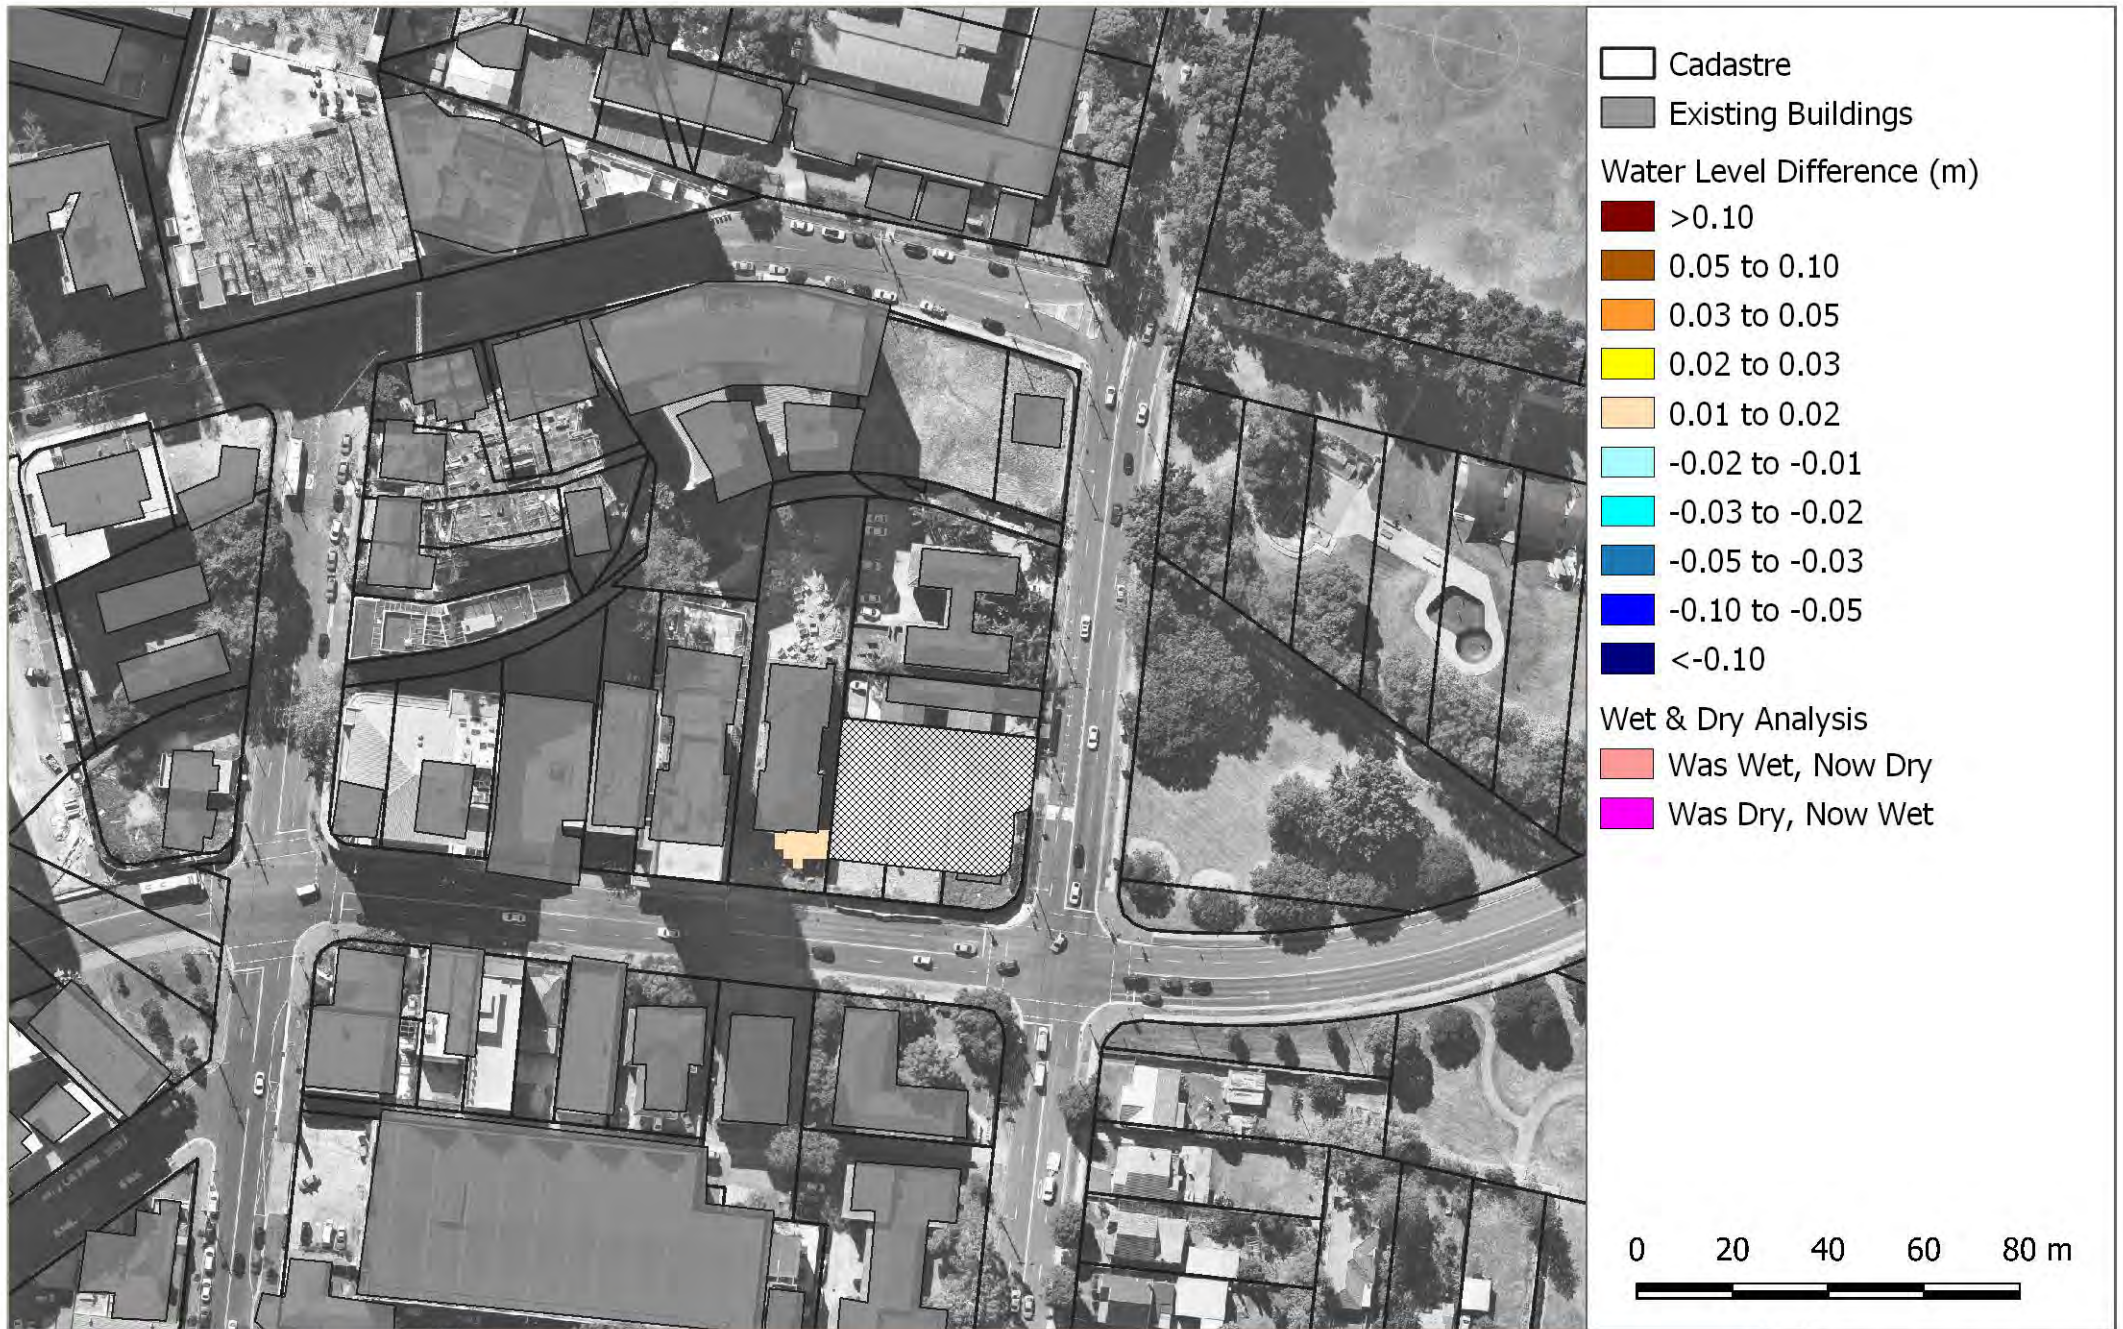 Cadastre
Existing Buildings
Water Level Difference (m)
>0.10
0.05 to 0.10
0.03 to 0.05
0.02 to 0.03
0.01 to 0.02
-0.02 to -0.01
-0.03 to -0.02
-0.05 to -0.03
-0.10 to -0.05
<-0.10
Wet & Dry Analysis
Was Wet, Now Dry
Was Dry, Now Wet
0 20 40 60 80 m